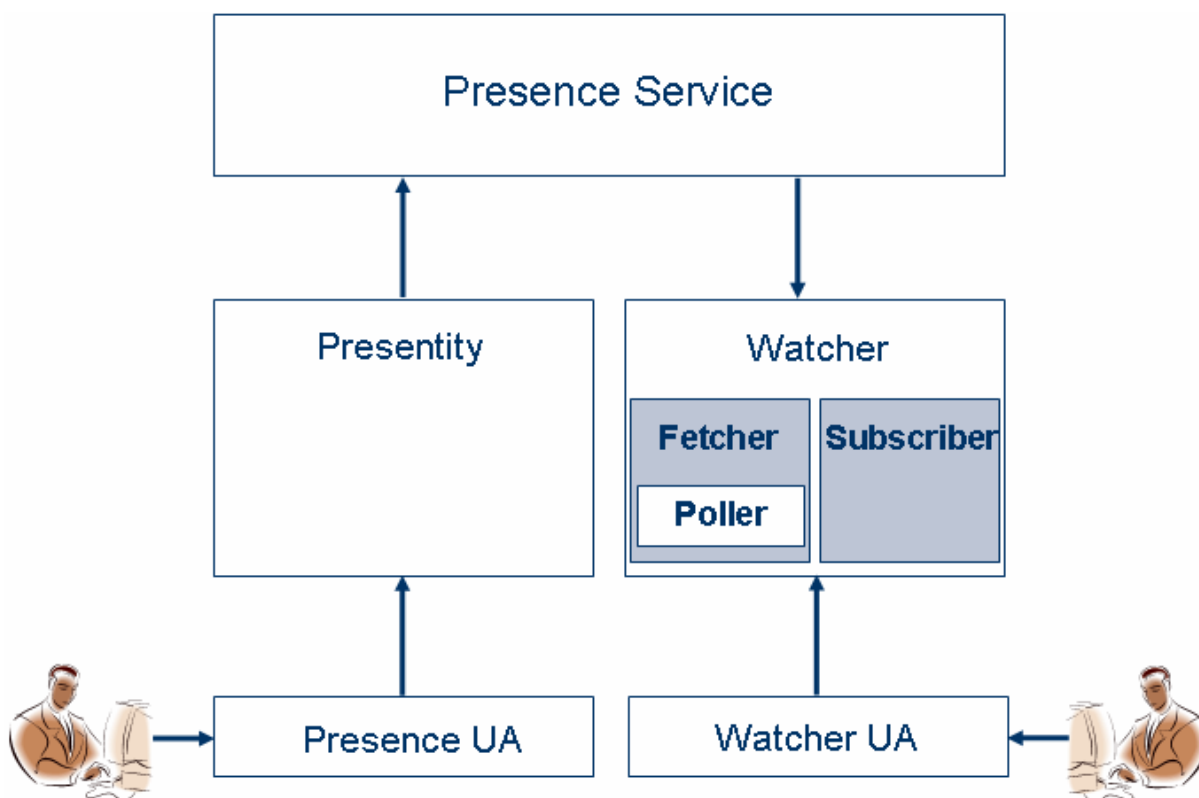 Presence Service
Presentity
Watcher
Fetcher
Subscriber
Poller
Presence UA
Watcher UA